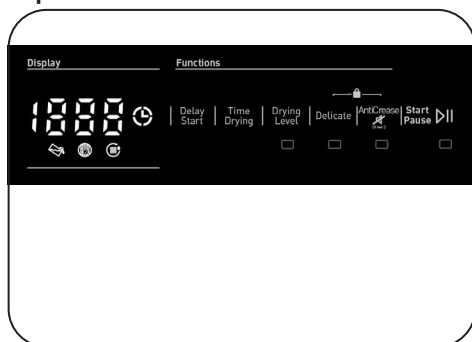 Display
Functions
1888
Delay
Start
Time
Drying
Drying
Level
Delicate
AntiCrease
Start
Pause